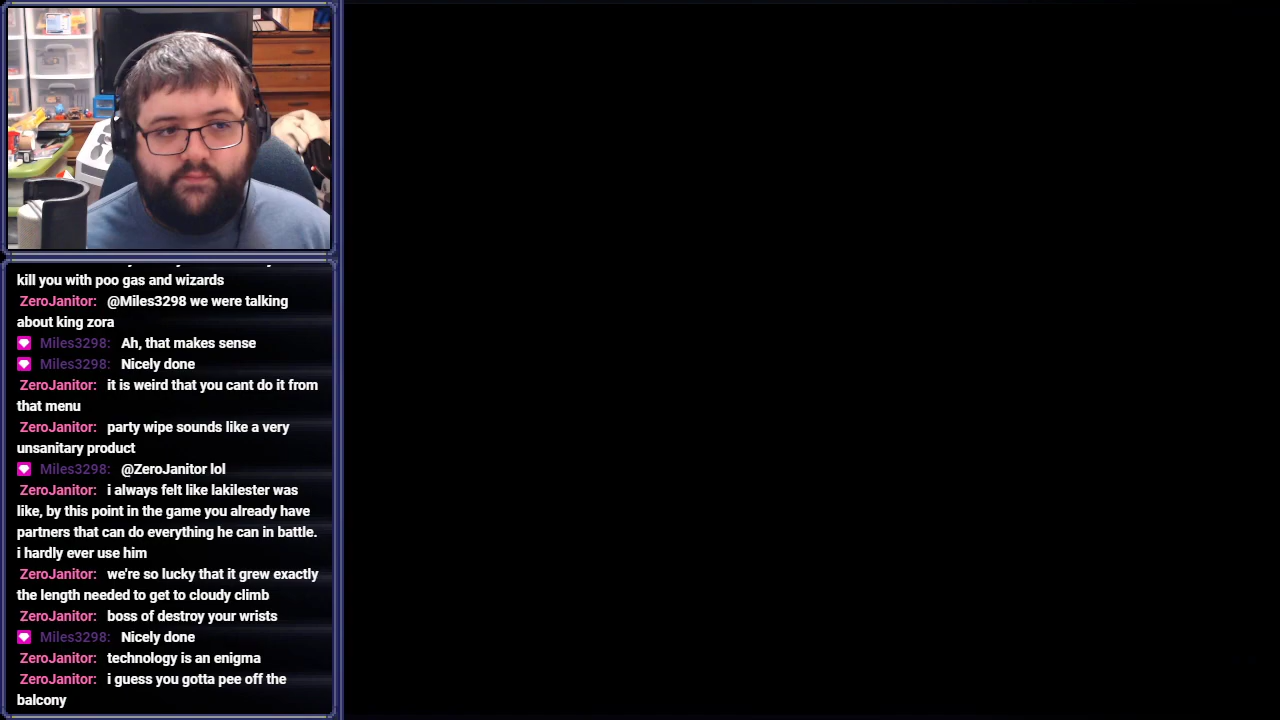 kill you with poo gas and wizards
ZeroJanitor: @Miles3298 we were talking
about king zora
Miles3298: Ah, that makes sense
Miles3298: Nicely done
ZeroJanitor: it is weird that you cant do it from
that menu
ZeroJanitor: party wipe sounds like a very
unsanitary product
Miles3298: @ZeroJanitor lol
ZeroJanitor: i always felt like lakilester was
like, by this point in the game you already have
partners that can do everything he can in battle.
i hardly ever use him
ZeroJanitor: we're so lucky that it grew exactly
the length needed to get to cloudy climb
ZeroJanitor: boss of destroy your wrists
Miles3298: Nicely done
ZeroJanitor: technology is an enigma
ZeroJanitor: i guess you gotta pee off the
balcony